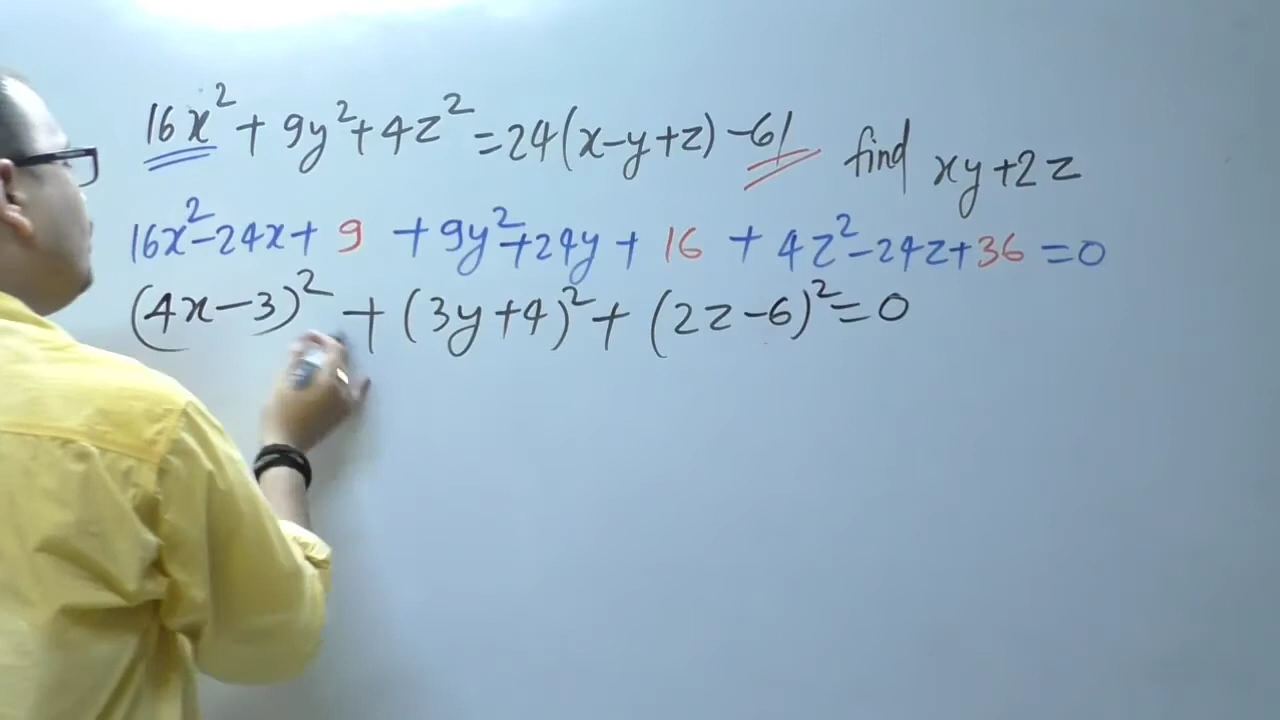 16x² + 9y² + 4z² = 24(x-y+z) - 61 find xy+2z
16x² - 24x + 9 + 9y² + 24y + 16 + 4z² - 24z + 36 = 0
(4x-3)² + (3y+4)² + (2z-6)² = 0